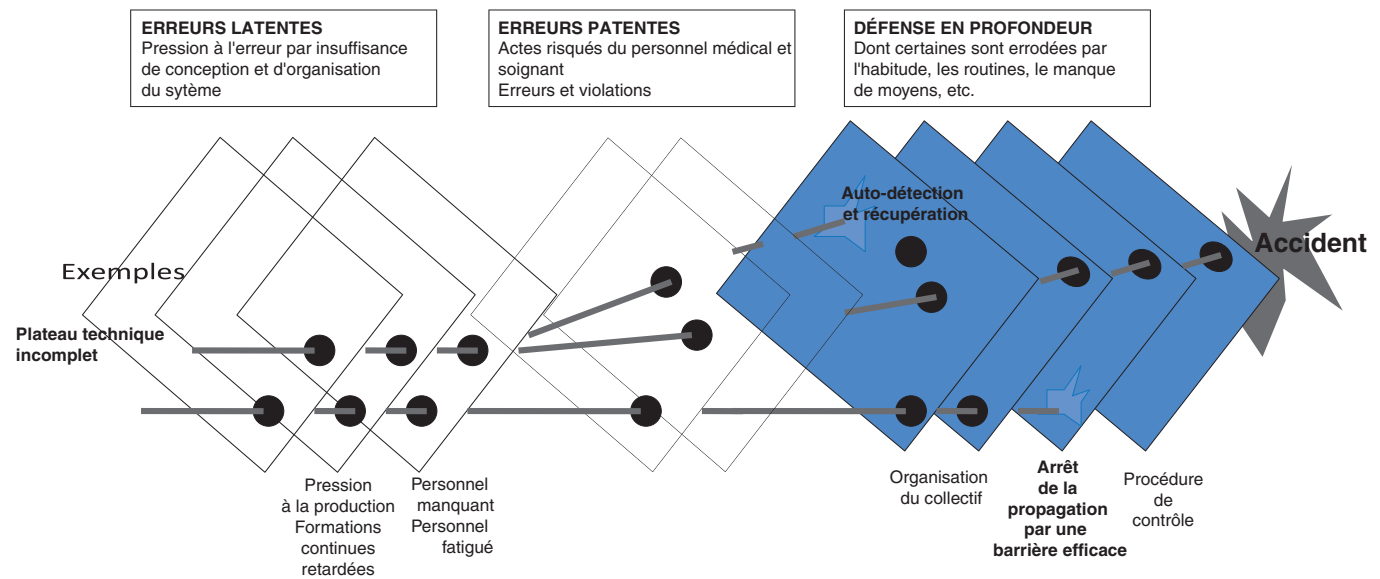 ERREURS LATENTES
Pression à l'erreur par insuffisance
de conception et d'organisation
du sytème
ERREURS PATENTES
Actes risqués du personnel médical et
soignant
Erreurs et violations
DÉFENSE EN PROFONDEUR
Dont certaines sont errodées par
l'habitude, les routines, le manque
de moyens, etc.
Auto-détection
et récupération
Accident
Exemples
Plateau technique
incomplet
Pression
à la production
Formations
continues
retardées
Personnel
manquant
Personnel
fatigué
Organisation
du collectif
Arrêt
de la
propagation
par une
barrière efficace
Procédure
de
contrôle